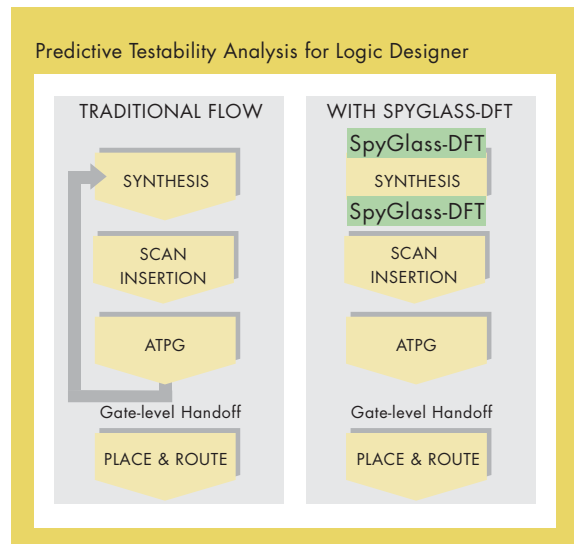 Predictive Testability Analysis for Logic Designer
TRADITIONAL FLOW
SYNTHESIS
SCAN
INSERTION
ATPG
Gate-level Handoff
PLACE & ROUTE
WITH SPYGLASS-DFT
SpyGlass-DFT
SYNTHESIS
SpyGlass-DFT
SCAN
INSERTION
ATPG
Gate-level Handoff
PLACE & ROUTE